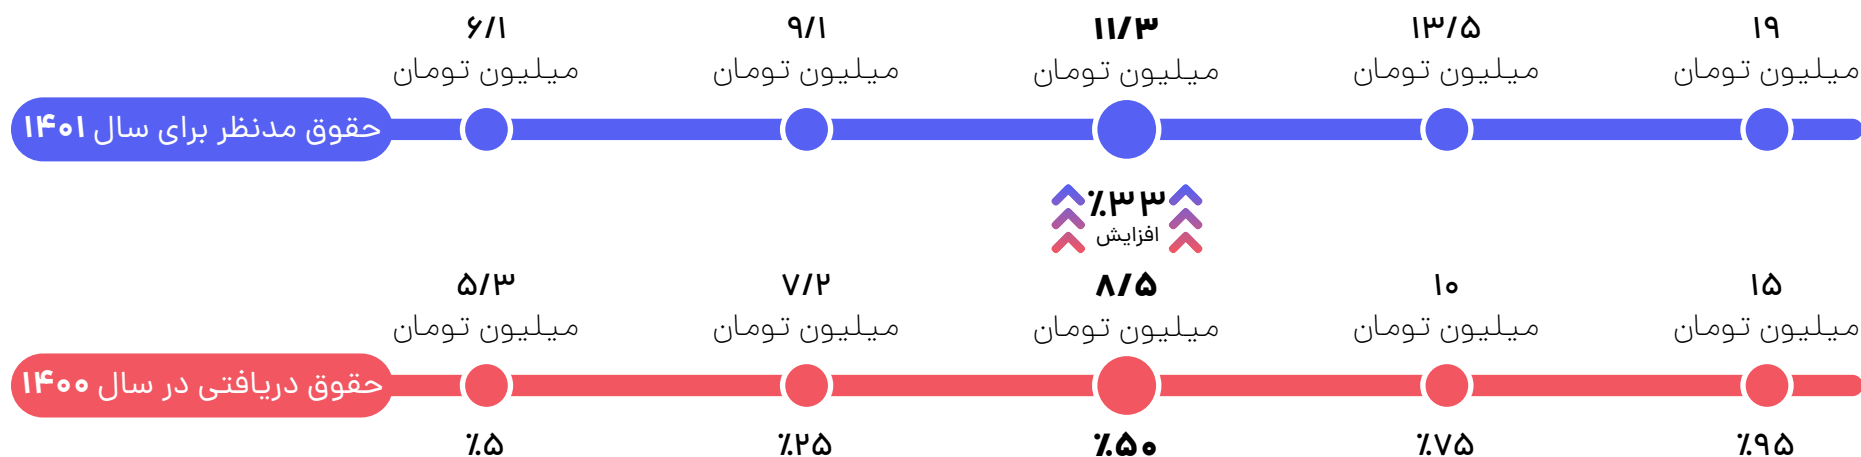 ۶/۱
میلیون تومان
۹/۱
میلیون تومان
۱۱/۳
میلیون تومان
۱۳/۵
میلیون تومان
۱۹
میلیون تومان
حقوق مدنظر برای سال ۱۴۰۱
٪۳۳
افزایش
۵/۳
میلیون تومان
۷/۲
میلیون تومان
۸/۵
میلیون تومان
۱۰
میلیون تومان
۱۵
میلیون تومان
حقوق دریافتی در سال ۱۴۰۰
٪۵
٪۲۵
٪۵۰
٪۷۵
٪۹۵